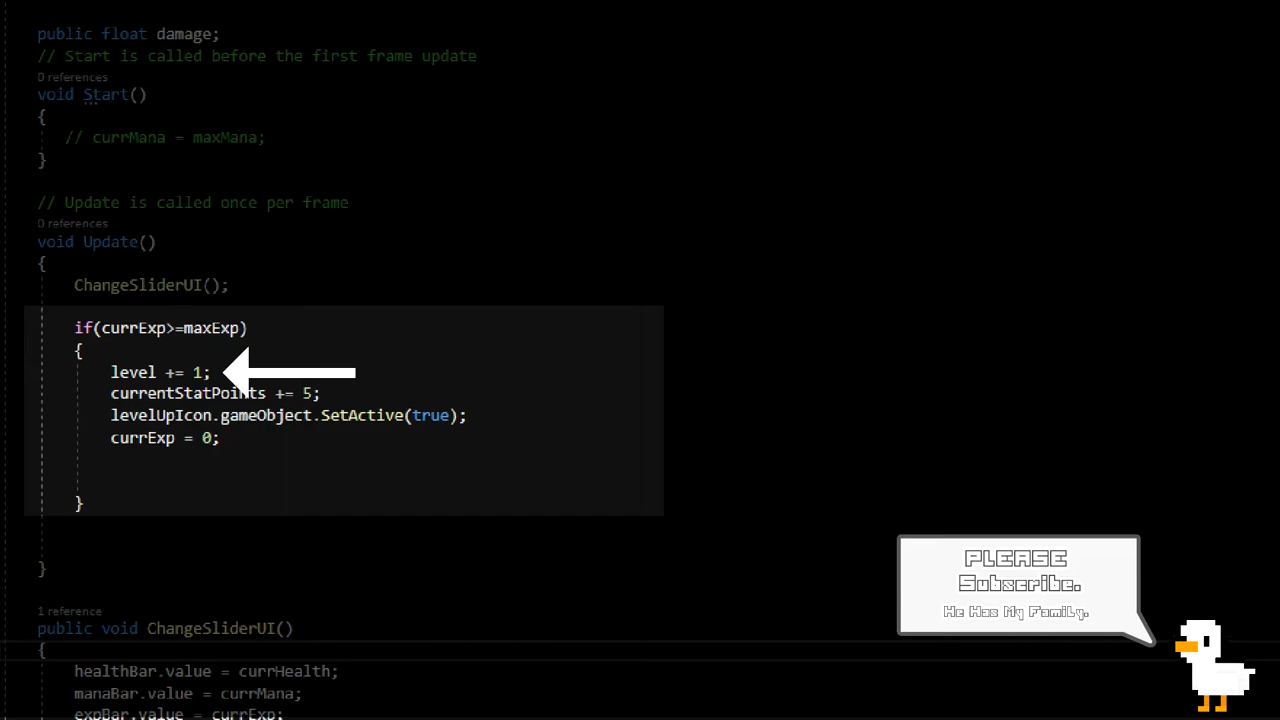 public float damage;
// Start is called before the first frame update
0 references
void Start()
{
// currMana = maxMana;
}
// Update is called once per frame
0 references
void Update()
{
ChangeSliderUI();
if(currExp>=maxExp)
{
level += 1;
currentStatPoints += 5;
levelUpIcon.gameObject.SetActive(true);
currExp = 0;
}
}
1 reference
public void ChangeSliderUI()
{
healthBar.value = currHealth;
manaBar.value = currMana;
expBar.value = currExp;
PLEASE
Subscribe.
He Has My Family.